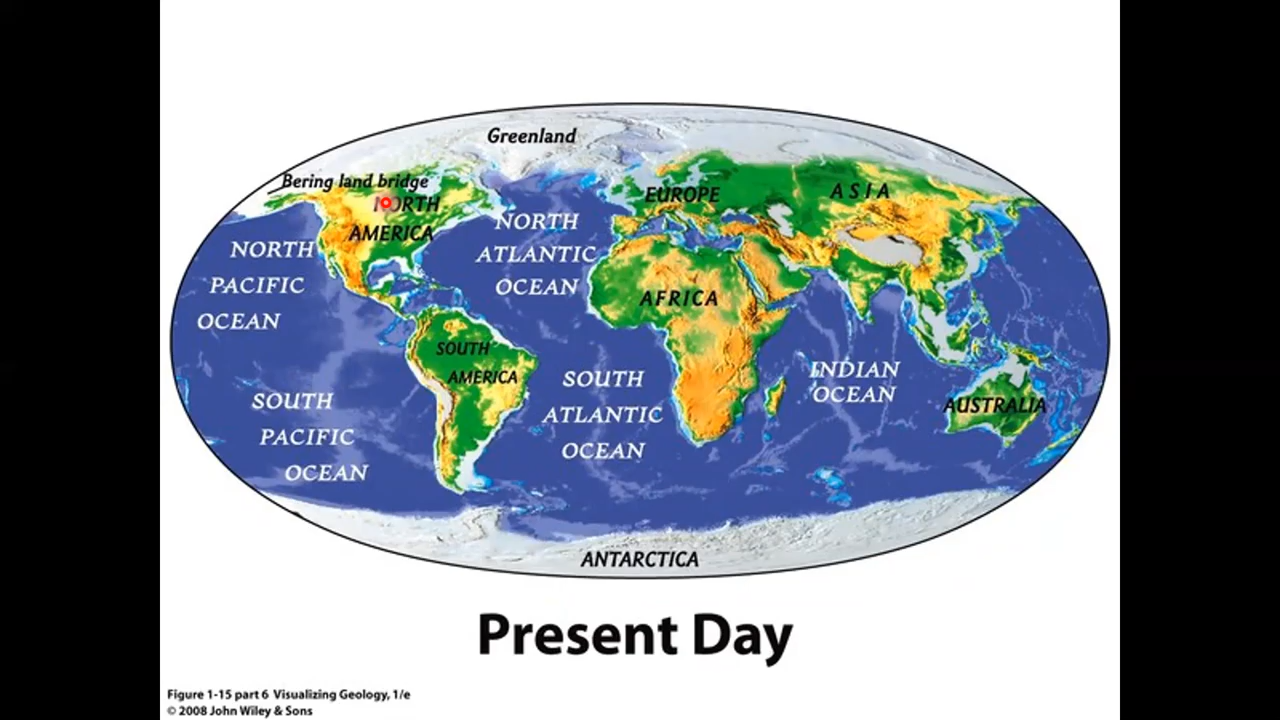 Greenland
Bering land bridge
NORTH
AMERICA
EUROPE
ASIA
NORTH
PACIFIC
OCEAN
NORTH
ATLANTIC
OCEAN
AFRICA
SOUTH
AMERICA
SOUTH
PACIFIC
OCEAN
SOUTH
ATLANTIC
OCEAN
INDIAN
OCEAN
AUSTRALIA
ANTARCTICA
Present Day
Figure 1-15 part 6 Visualizing Geology, 1/e
© 2008 John Wiley & Sons